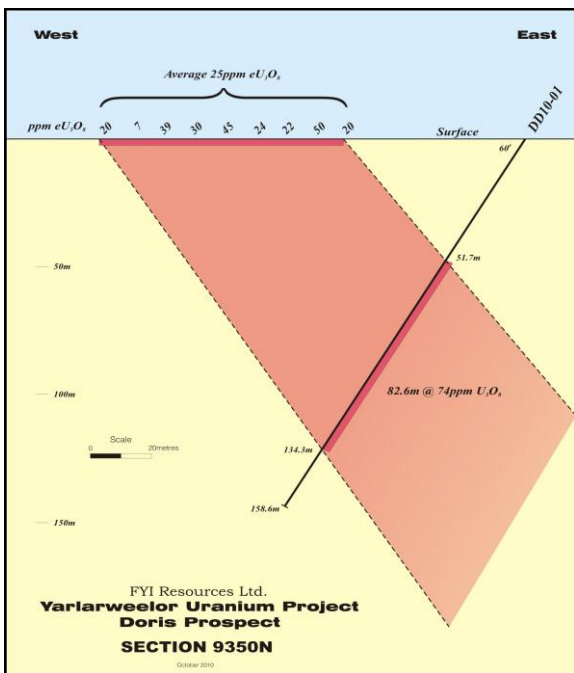 West East
Average 25ppm eU₃O₈
ppm eU₃O₈ 20 7 39 30 45 24 22 50 20 Surface DD10-01
60°
50m
51.7m
100m
82.6m @ 74ppm U₃O₈
Scale
0 20metres
134.3m
158.6m
150m
FYI Resources Ltd.
Yarlarweelor Uranium Project
Doris Prospect
SECTION 9350N
October 2010